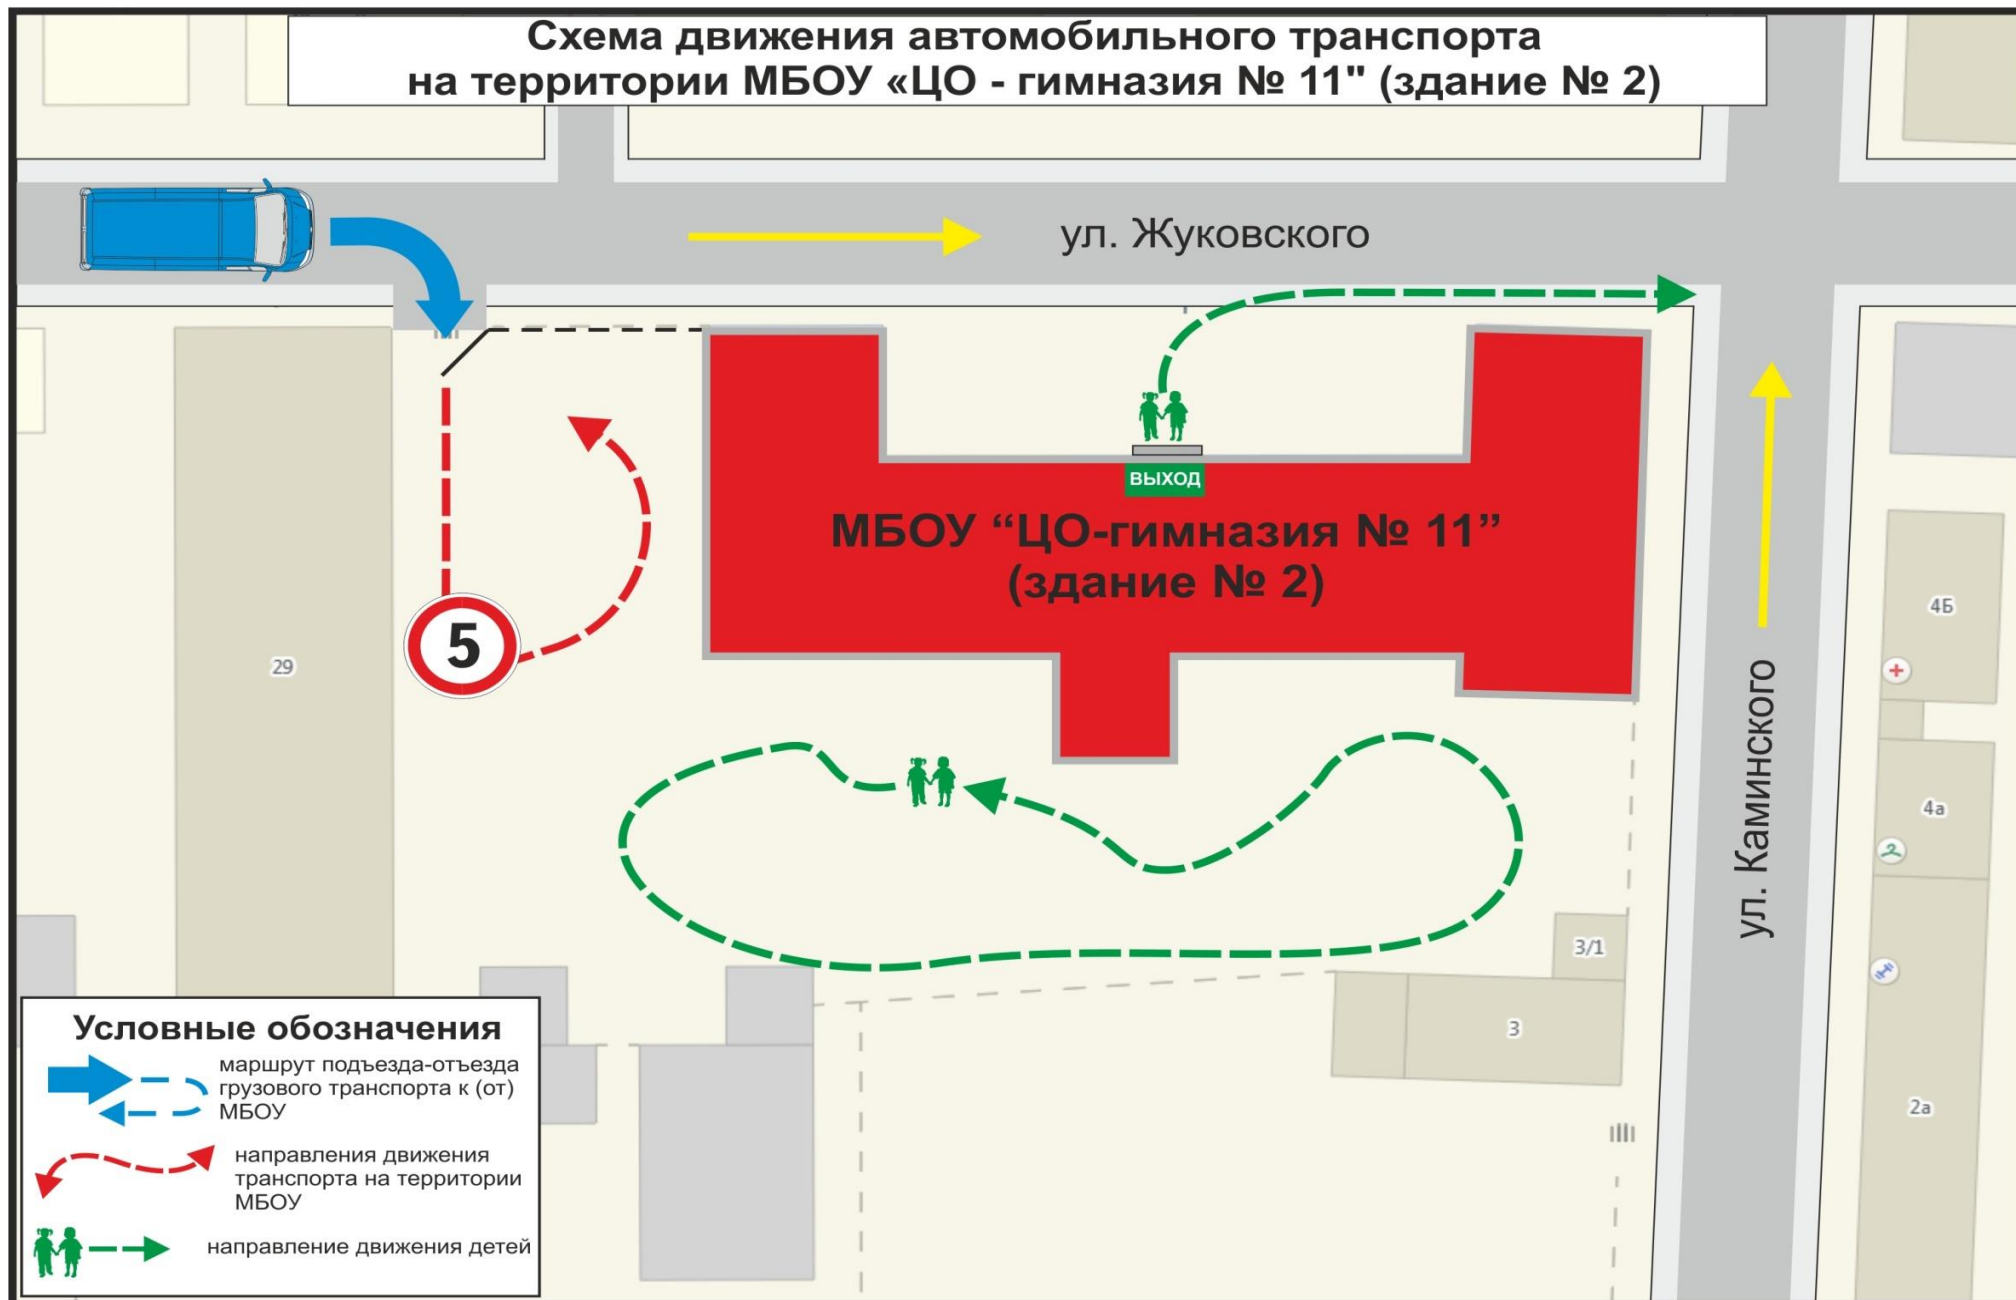 Схема движения автомобильного транспорта
на территории МБОУ «ЦО - гимназия № 11" (здание № 2)
ул. Жуковского
ВЫХОД
МБОУ “ЦО-гимназия № 11”
(здание № 2)
5
29
ул. Каминского
4Б
4а
3/1
3
2а
Условные обозначения
маршрут подъезда-отъезда
грузового транспорта к (от)
МБОУ
направления движения
транспорта на территории
МБОУ
направление движения детей